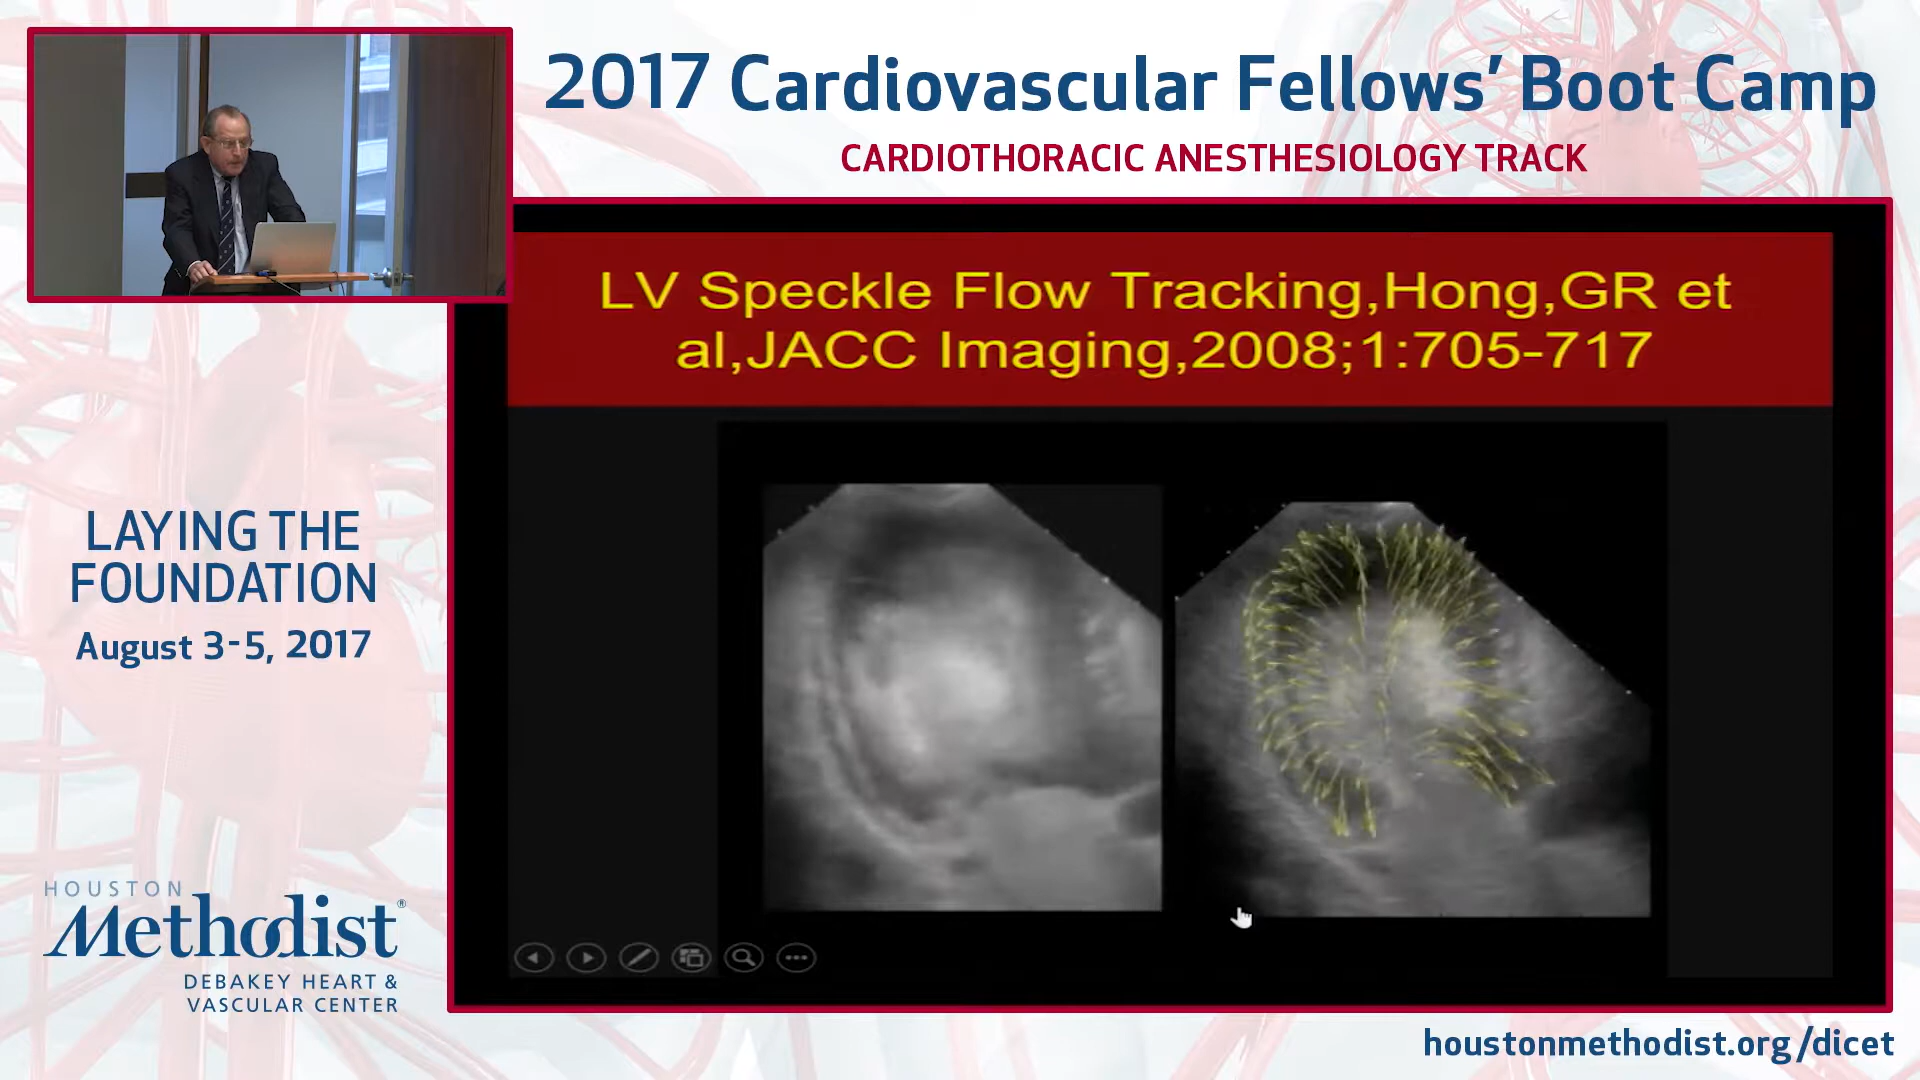 2017 Cardiovascular Fellows’ Boot Camp
CARDIOTHORACIC ANESTHESIOLOGY TRACK
LV Speckle Flow Tracking,Hong,GR et
al,JACC Imaging,2008;1:705-717
LAYING THE
FOUNDATION
August 3-5, 2017
HOUSTON
Methodist®
DEBAKEY HEART &
VASCULAR CENTER
houstonmethodist.org/dicet